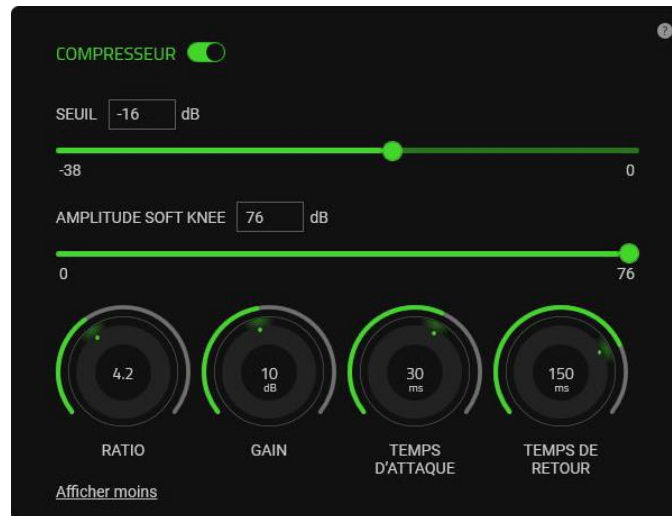 ?
COMPRESSEUR
SEUIL -16 dB
-38 0
AMPLITUDE SOFT KNEE 76 dB
0 76
4.2 10 30 150
dB ms ms
RATIO GAIN TEMPS TEMPS DE
D'ATTAQUE RETOUR
Afficher moins